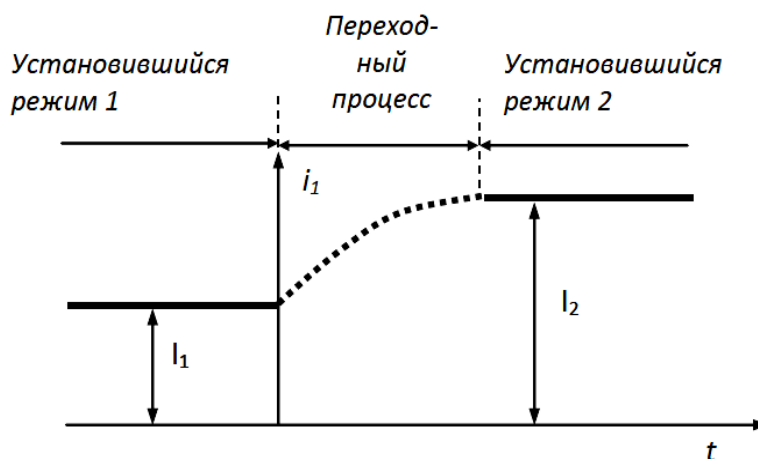 Переход-
ный
процесс
Установившийся
режим 1
Установившийся
режим 2
i₁
I₁
I₂
t